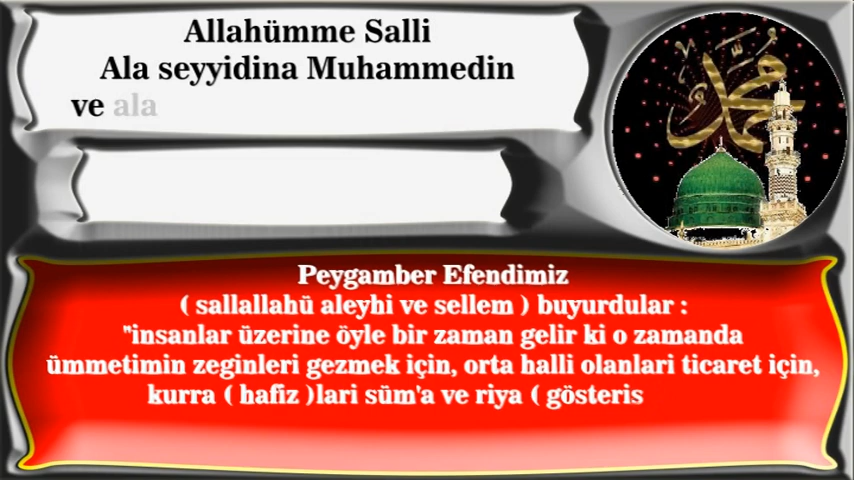 Allahümme Salli
Ala seyyidina Muhammedin
ve ala
محمد
Peygamber Efendimiz
( sallallahü aleyhi ve sellem ) buyurdular :
"insanlar üzerine öyle bir zaman gelir ki o zamanda
ümmetimin zeginleri gezmek için, orta halli olanlari ticaret için,
kurra ( hafiz )lari süm'a ve riya ( gösteris